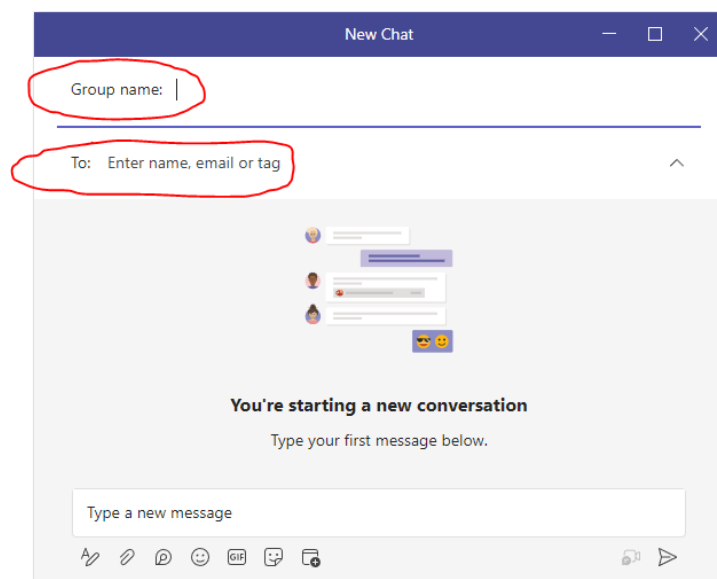 New Chat
Group name:
To: Enter name, email or tag
You're starting a new conversation
Type your first message below.
Type a new message
GIF